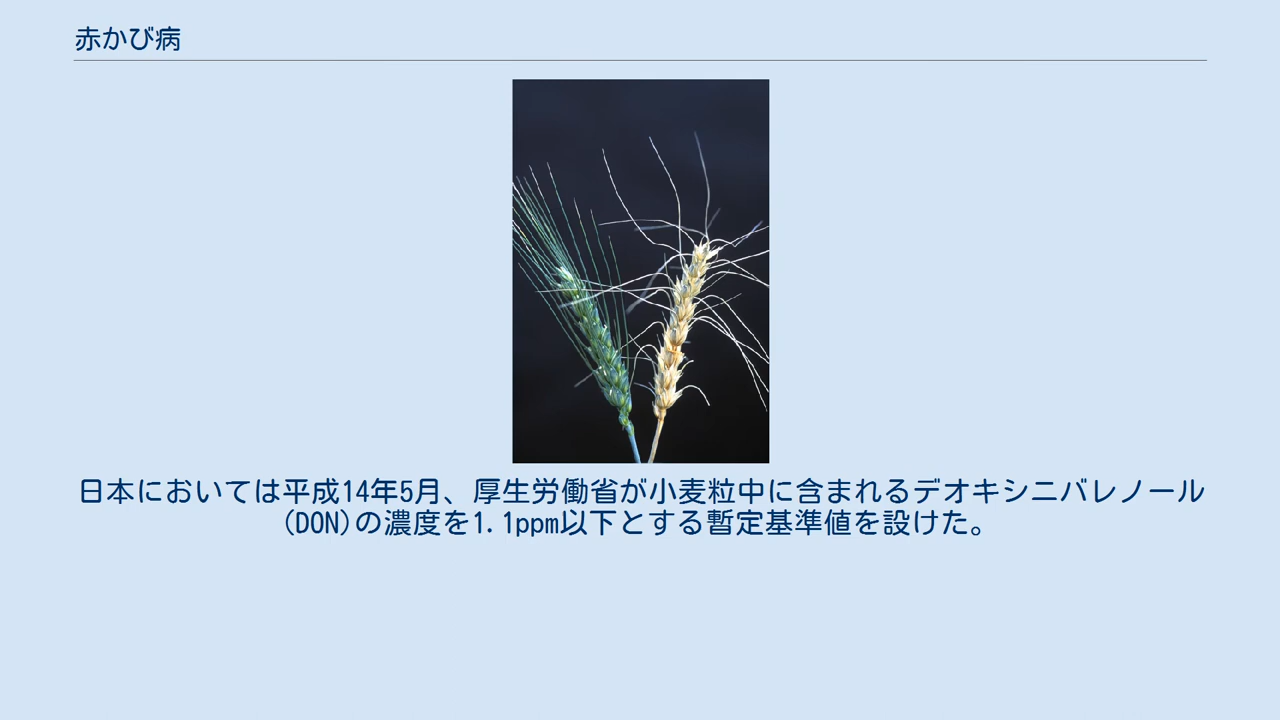 赤かび病
日本においては平成14年5月、厚生労働省が小麦粒中に含まれるデオキシニバレノール
(DON)の濃度を1.1ppm以下とする暫定基準値を設けた。